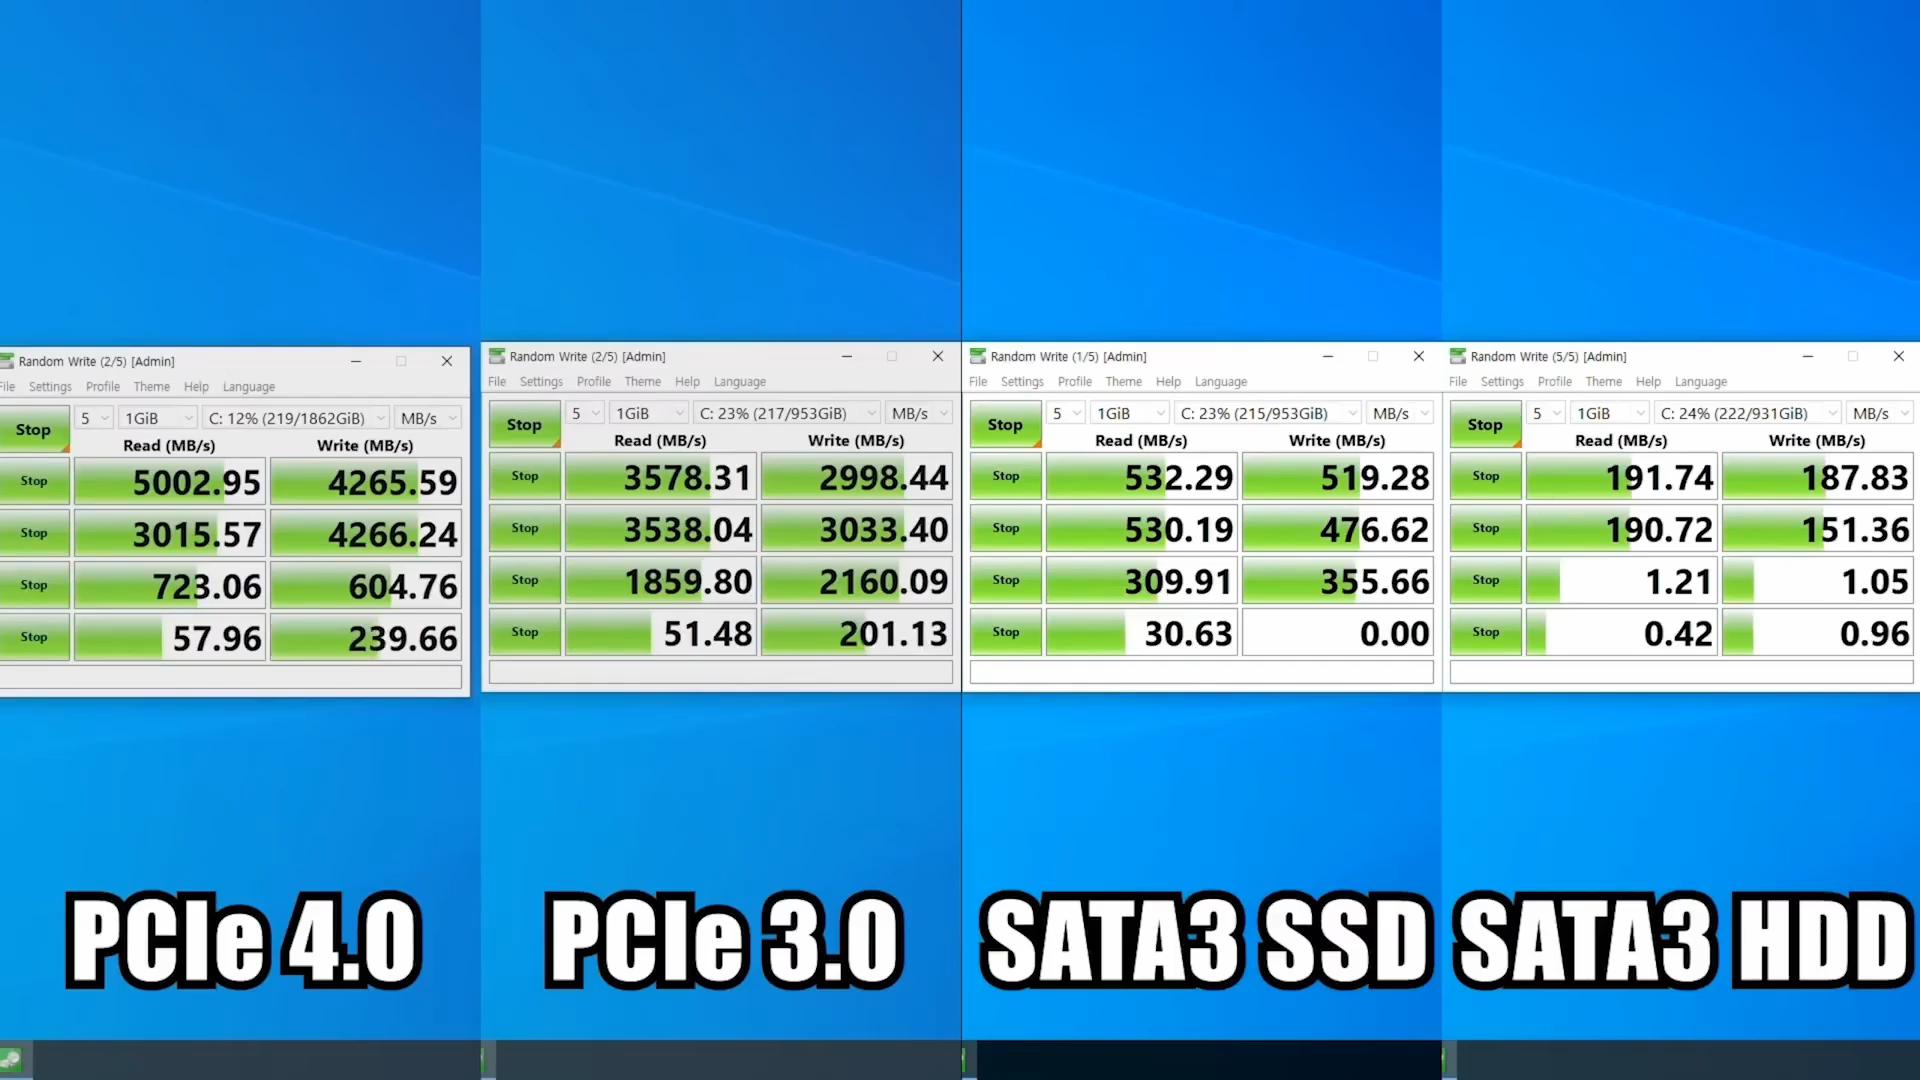 Random Write (2/5) [Admin]
File Settings Profile Theme Help Language
Stop 5 1GiB C: 12% (219/1862GiB) MB/s
Read (MB/s) Write (MB/s)
Stop 5002.95 4265.59
Stop 3015.57 4266.24
Stop 723.06 604.76
Stop 57.96 239.66
PCIe 4.0
Random Write (2/5) [Admin]
File Settings Profile Theme Help Language
Stop 5 1GiB C: 23% (217/953GiB) MB/s
Read (MB/s) Write (MB/s)
Stop 3578.31 2998.44
Stop 3538.04 3033.40
Stop 1859.80 2160.09
Stop 51.48 201.13
PCIe 3.0
Random Write (1/5) [Admin]
File Settings Profile Theme Help Language
Stop 5 1GiB C: 23% (215/953GiB) MB/s
Read (MB/s) Write (MB/s)
Stop 532.29 519.28
Stop 530.19 476.62
Stop 309.91 355.66
Stop 30.63 0.00
SATA3 SSD
Random Write (5/5) [Admin]
File Settings Profile Theme Help Language
Stop 5 1GiB C: 24% (222/931GiB) MB/s
Read (MB/s) Write (MB/s)
Stop 191.74 187.83
Stop 190.72 151.36
Stop 1.21 1.05
Stop 0.42 0.96
SATA3 HDD